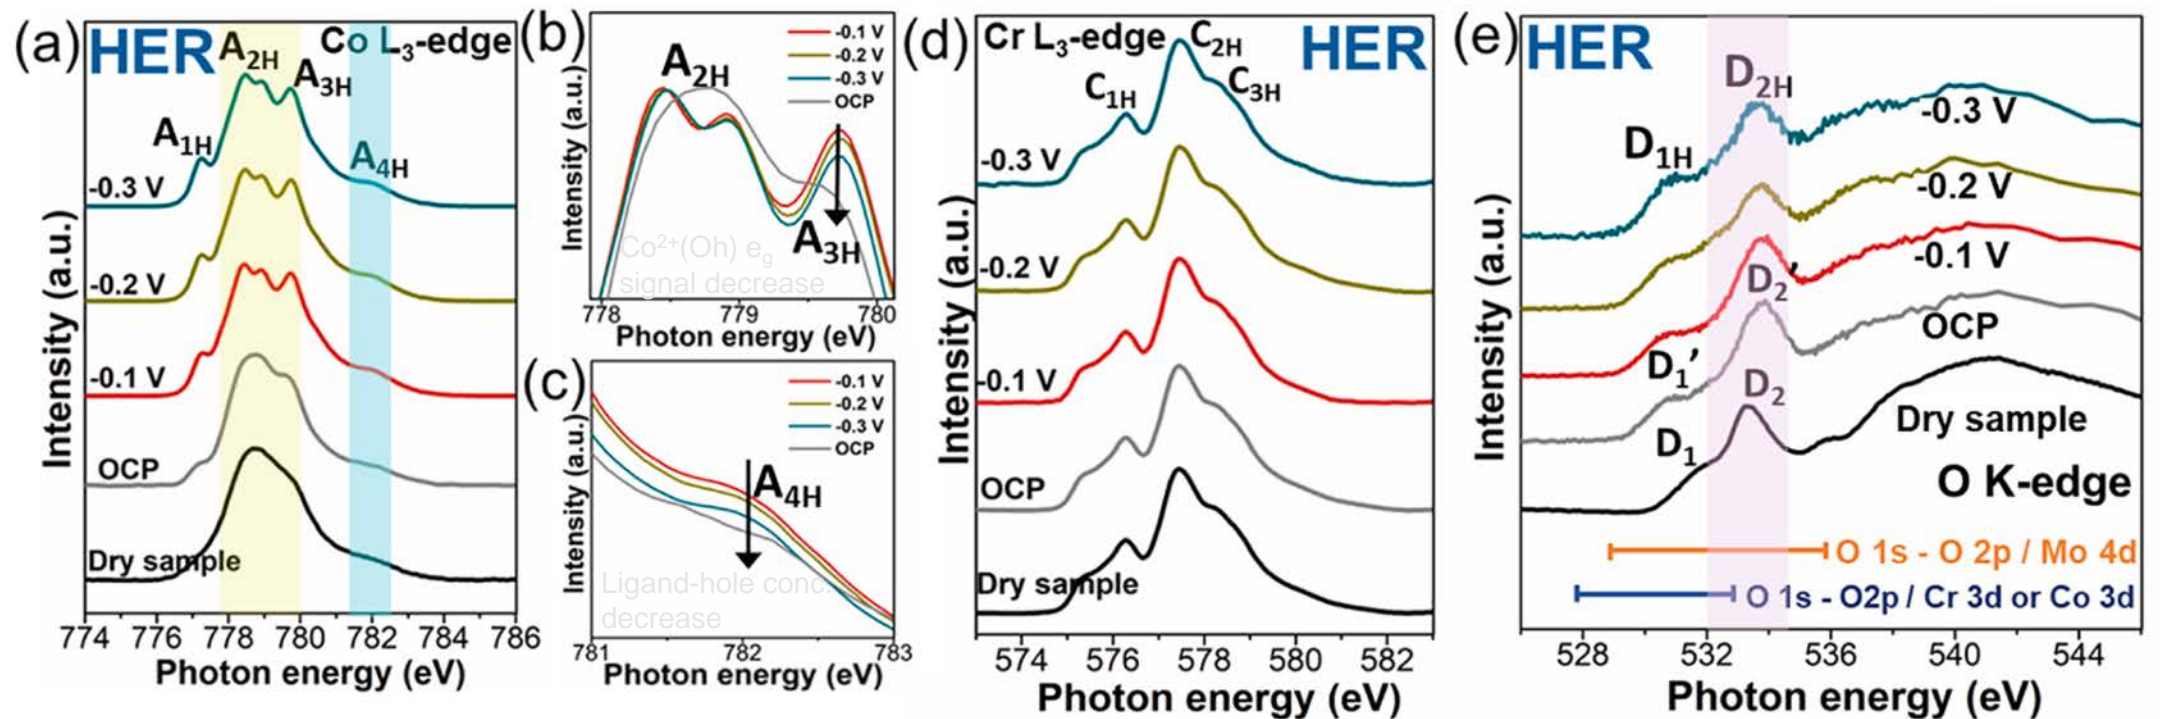 (a)
HER
Co L3-edge
A1H
A2H
A3H
A4H
-0.3 V
-0.2 V
-0.1 V
OCP
Dry sample
Intensity (a.u.)
774 776 778 780 782 784 786
Photon energy (eV)
(b)
-0.1 V
-0.2 V
-0.3 V
OCP
A2H
A3H
Co2+(Oh) eg
signal decrease
Intensity (a.u.)
778 779 780
Photon energy (eV)
(c)
-0.1 V
-0.2 V
-0.3 V
OCP
A4H
Ligand-hole conc.
decrease
Intensity (a.u.)
781 782 783
Photon energy (eV)
(d)
Cr L3-edge
HER
C1H
C2H
C3H
-0.3 V
-0.2 V
-0.1 V
OCP
Dry sample
Intensity (a.u.)
574 576 578 580 582
Photon energy (eV)
(e)
HER
D2H
D1H
-0.3 V
-0.2 V
-0.1 V
D2′
OCP
D1′
D2
Dry sample
D1
O K-edge
O 1s - O 2p / Mo 4d
O 1s - O2p / Cr 3d or Co 3d
Intensity (a.u.)
528 532 536 540 544
Photon energy (eV)